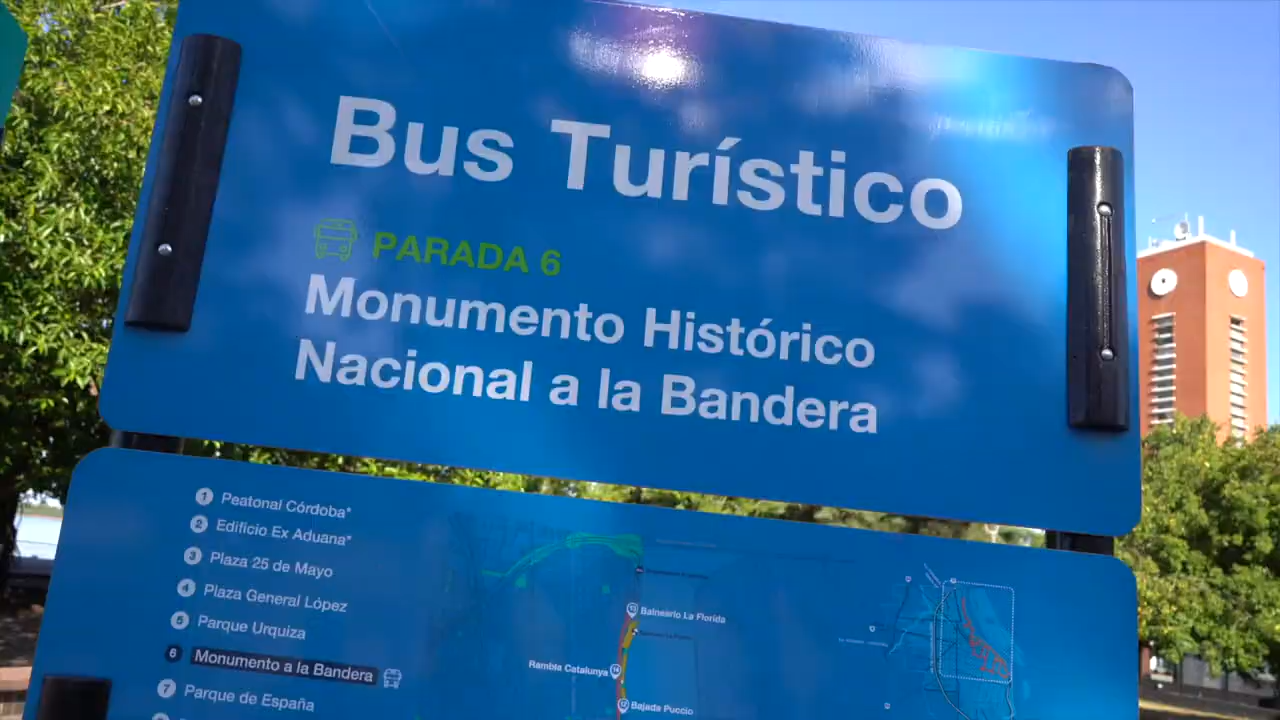 Bus Turístico
PARADA 6
Monumento Histórico
Nacional a la Bandera
1 Peatonal Córdoba*
2 Edificio Ex Aduana*
3 Plaza 25 de Mayo
4 Plaza General López
5 Parque Urquiza
6 Monumento a la Bandera
7 Parque de España
Balneario La Florida
Rambla Catalunya
Bajada Puccio